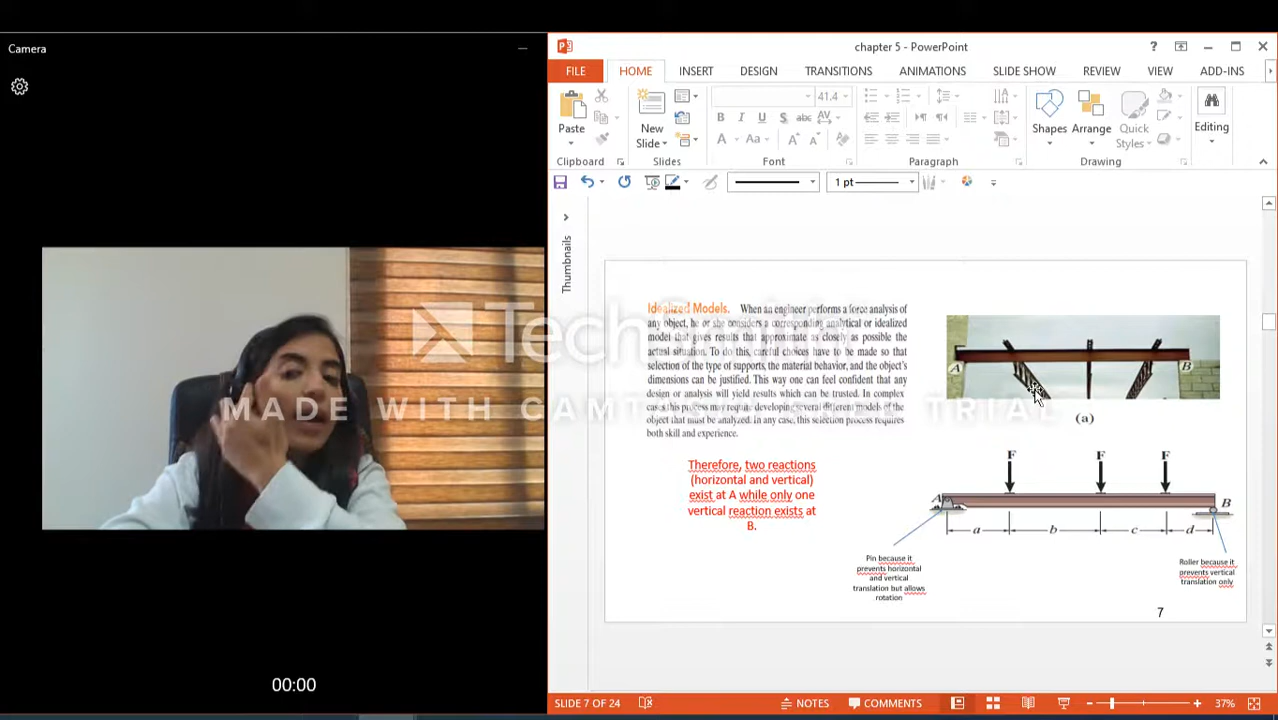 Camera
chapter 5 - PowerPoint
FILE
HOME
INSERT
DESIGN
TRANSITIONS
ANIMATIONS
SLIDE SHOW
REVIEW
VIEW
ADD-INS
41.4
Paste
New
Slide
Shapes
Arrange
Quick
Styles
Editing
Clipboard
Slides
Font
Paragraph
Drawing
1 pt
Thumbnails
Idealized Models. When an engineer performs a force analysis of
any object, he or she considers a corresponding analytical or idealized
model that gives results that approximate as closely as possible the
actual situation. To do this, careful choices have to be made so that
selection of the type of supports, the material behavior, and the object's
dimensions can be justified. This way one can feel confident that any
design or analysis will yield results which can be trusted. In complex
cases this process may require developing several different models of the
object that must be analyzed. In any case, this selection process requires
both skill and experience.
Therefore, two reactions
(horizontal and vertical)
exist at A while only one
vertical reaction exists at
B.
A
B
(a)
F F F
A
B
a b c d
Pin because it
prevents horizontal
and vertical
translation but allows
rotation
Roller because it
prevents vertical
translation only
7
MADE WITH CAMTASIA FREE TRIAL
00:00
SLIDE 7 OF 24
NOTES
COMMENTS
37%